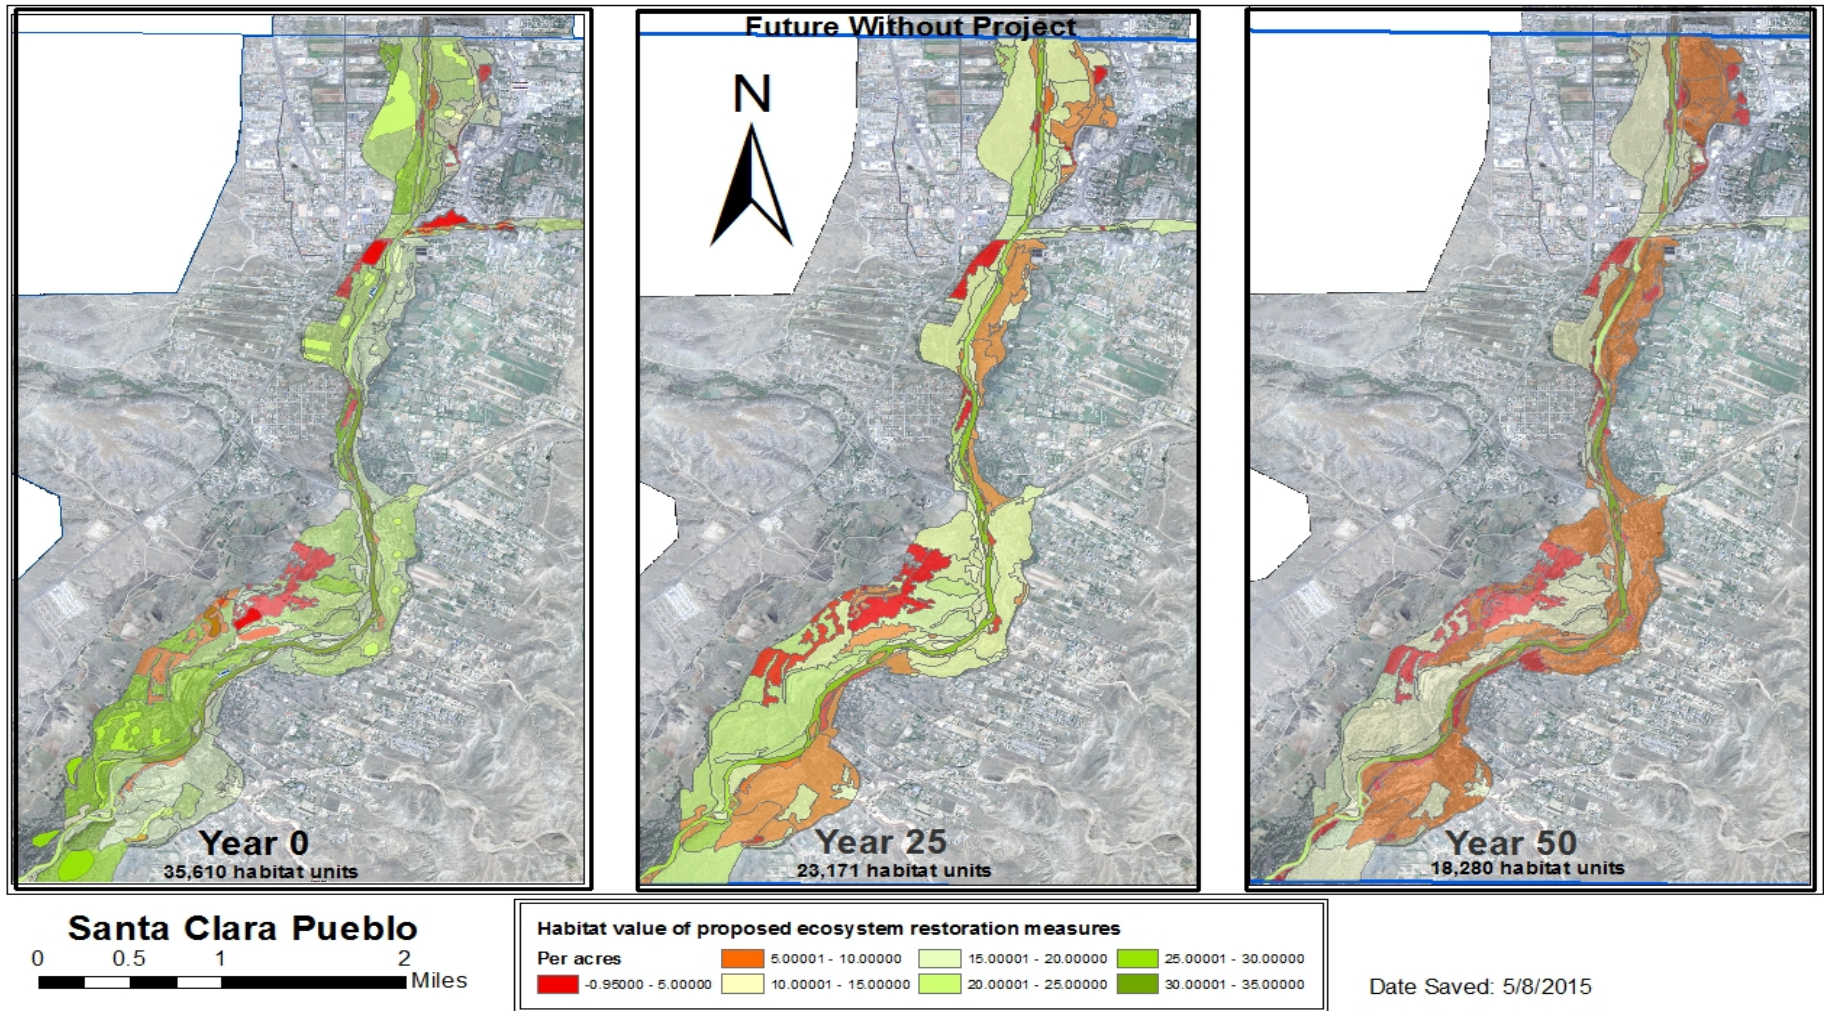 Future Without Project
N
Year 0
35,610 habitat units
Year 25
23,171 habitat units
Year 50
18,280 habitat units
Santa Clara Pueblo
0 0.5 1 2
Miles
Habitat value of proposed ecosystem restoration measures
Per acres
-0.95000 - 5.00000
5.00001 - 10.00000
10.00001 - 15.00000
15.00001 - 20.00000
20.00001 - 25.00000
25.00001 - 30.00000
30.00001 - 35.00000
Date Saved: 5/8/2015